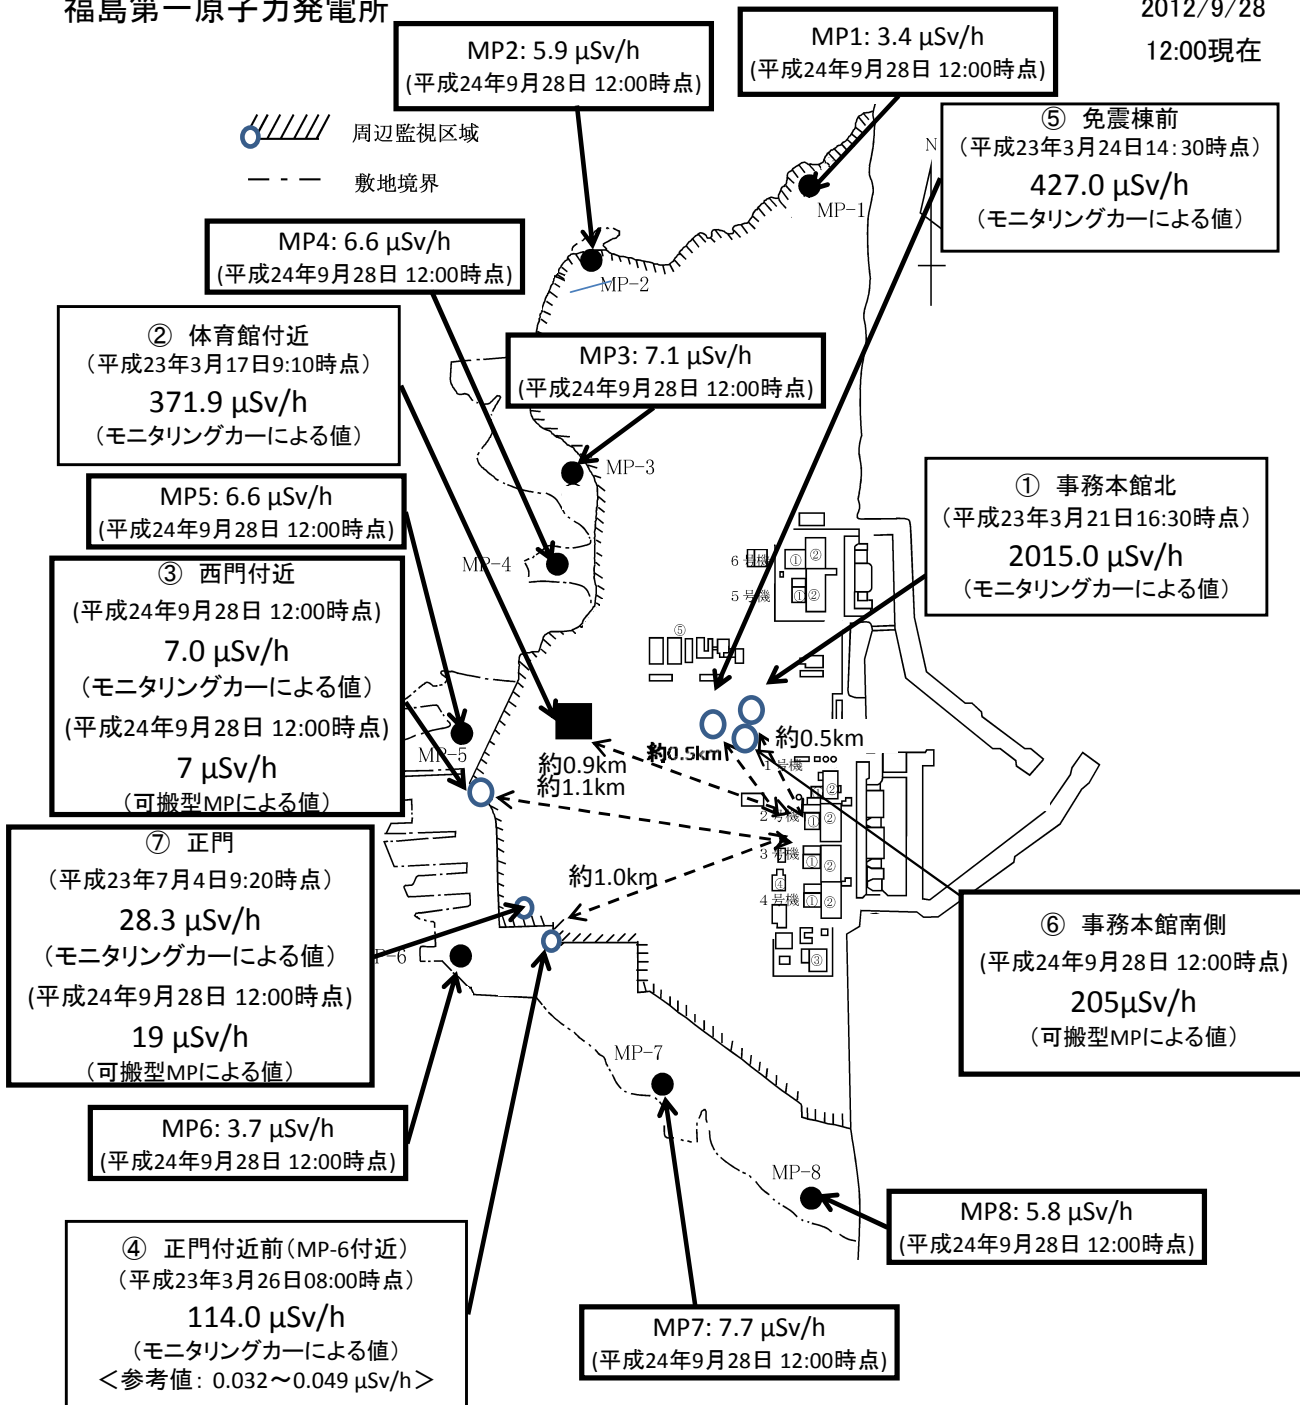 福島第一原子力発電所
2012/9/28
12:00現在
MP2: 5.9 μSv/h
(平成24年9月28日 12:00時点)
MP1: 3.4 μSv/h
(平成24年9月28日 12:00時点)
周辺監視区域
敷地境界
⑤ 免震棟前
(平成23年3月24日14:30時点)
427.0 μSv/h
(モニタリングカーによる値)
N
MP-1
MP4: 6.6 μSv/h
(平成24年9月28日 12:00時点)
MP-2
② 体育館付近
(平成23年3月17日9:10時点)
371.9 μSv/h
(モニタリングカーによる値)
MP3: 7.1 μSv/h
(平成24年9月28日 12:00時点)
MP-3
MP5: 6.6 μSv/h
(平成24年9月28日 12:00時点)
① 事務本館北
(平成23年3月21日16:30時点)
2015.0 μSv/h
(モニタリングカーによる値)
MP-4
6号機
① ②
5号機
① ②
③ 西門付近
(平成24年9月28日 12:00時点)
7.0 μSv/h
(モニタリングカーによる値)
(平成24年9月28日 12:00時点)
7 μSv/h
(可搬型MPによる値)
⑤
MP-5
約0.9km
約1.1km
約0.5km
約0.5km
1号機
②
2号機
① ②
3号機
① ②
④
4号機
① ②
③
約1.0km
⑦ 正門
(平成23年7月4日9:20時点)
28.3 μSv/h
(モニタリングカーによる値)
(平成24年9月28日 12:00時点)
19 μSv/h
(可搬型MPによる値)
P-6
⑥ 事務本館南側
(平成24年9月28日 12:00時点)
205μSv/h
(可搬型MPによる値)
MP-7
MP6: 3.7 μSv/h
(平成24年9月28日 12:00時点)
MP-8
MP8: 5.8 μSv/h
(平成24年9月28日 12:00時点)
④ 正門付近前(MP-6付近)
(平成23年3月26日08:00時点)
114.0 μSv/h
(モニタリングカーによる値)
＜参考値: 0.032～0.049 μSv/h＞
MP7: 7.7 μSv/h
(平成24年9月28日 12:00時点)